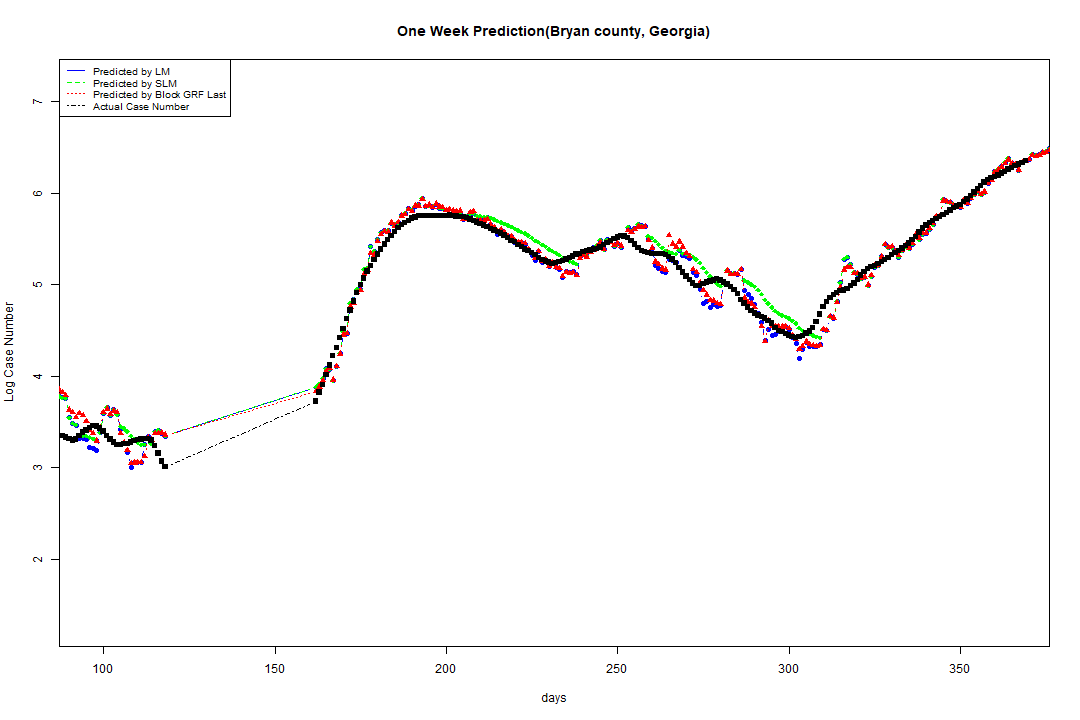 One Week Prediction(Bryan county, Georgia)
Predicted by LM
Predicted by SLM
Predicted by Block GRF Last
Actual Case Number
7
6
5
4
3
2
Log Case Number
100 150 200 250 300 350
days